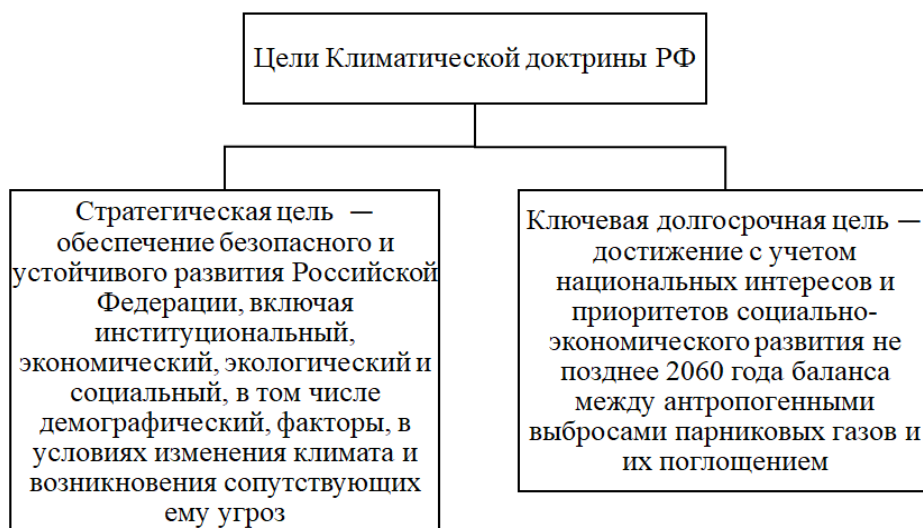 Цели Климатической доктрины РФ
Стратегическая цель —
обеспечение безопасного и
устойчивого развития Российской
Федерации, включая
институциональный,
экономический, экологический и
социальный, в том числе
демографический, факторы, в
условиях изменения климата и
возникновения сопутствующих
ему угроз
Ключевая долгосрочная цель —
достижение с учетом
национальных интересов и
приоритетов социально-
экономического развития не
позднее 2060 года баланса
между антропогенными
выбросами парниковых газов и
их поглощением